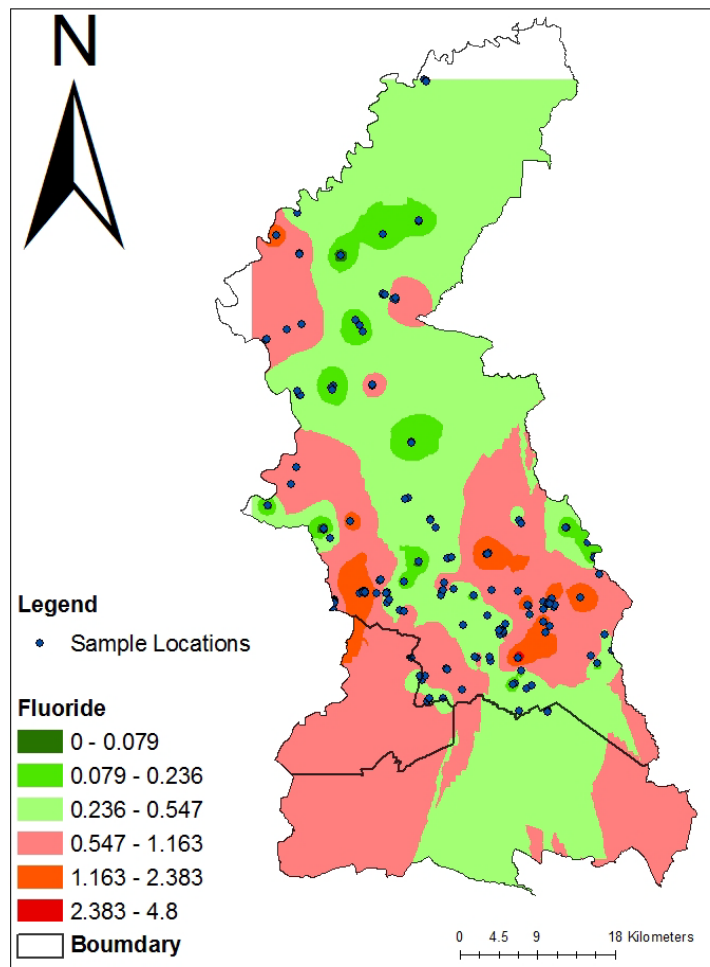 N
Legend
Sample Locations
Fluoride
0 - 0.079
0.079 - 0.236
0.236 - 0.547
0.547 - 1.163
1.163 - 2.383
2.383 - 4.8
Boumdary
0 4.5 9 18 Kilometers